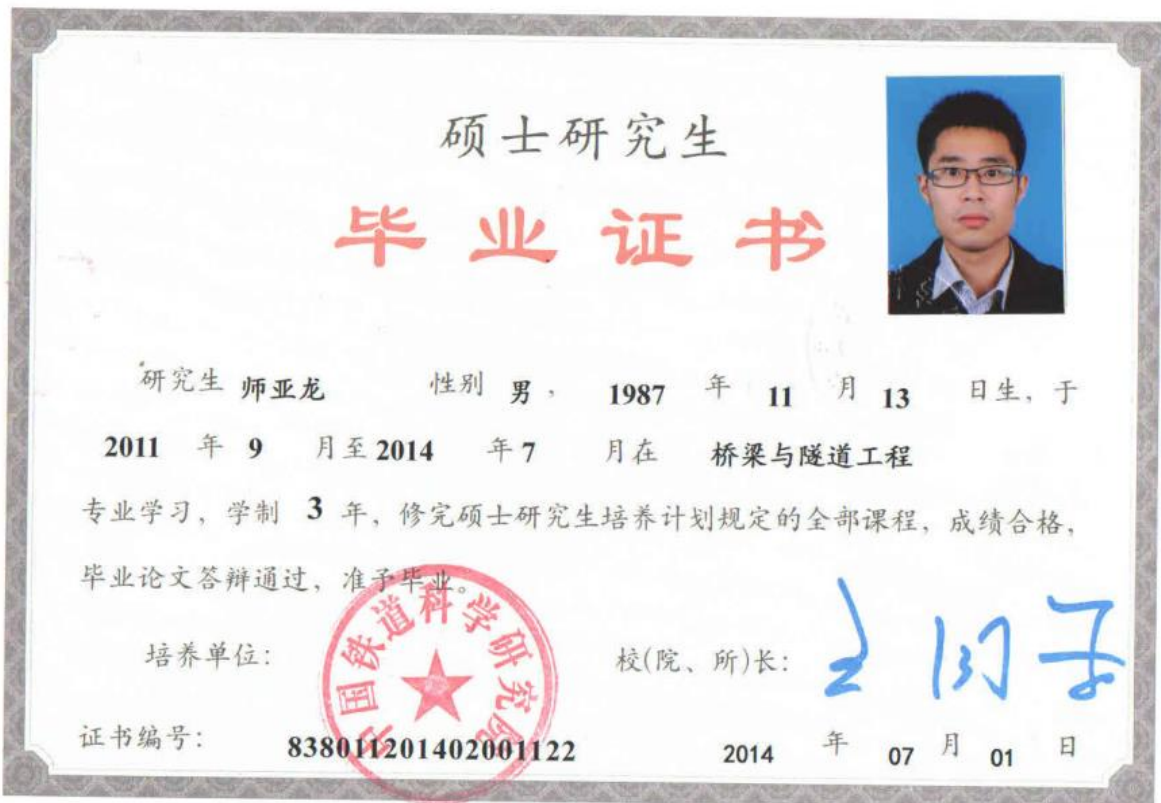 硕士研究生
毕业证书
研究生 师亚龙 性别 男， 1987 年 11 月 13 日生，于
2011 年 9 月至 2014 年 7 月在 桥梁与隧道工程
专业学习，学制 3 年，修完硕士研究生培养计划规定的全部课程，成绩合格，
毕业论文答辩通过，准予毕业。
中国铁道科学研究院
培养单位： 校(院、所)长：
证书编号： 838011201402001122 2014 年 07 月 01 日